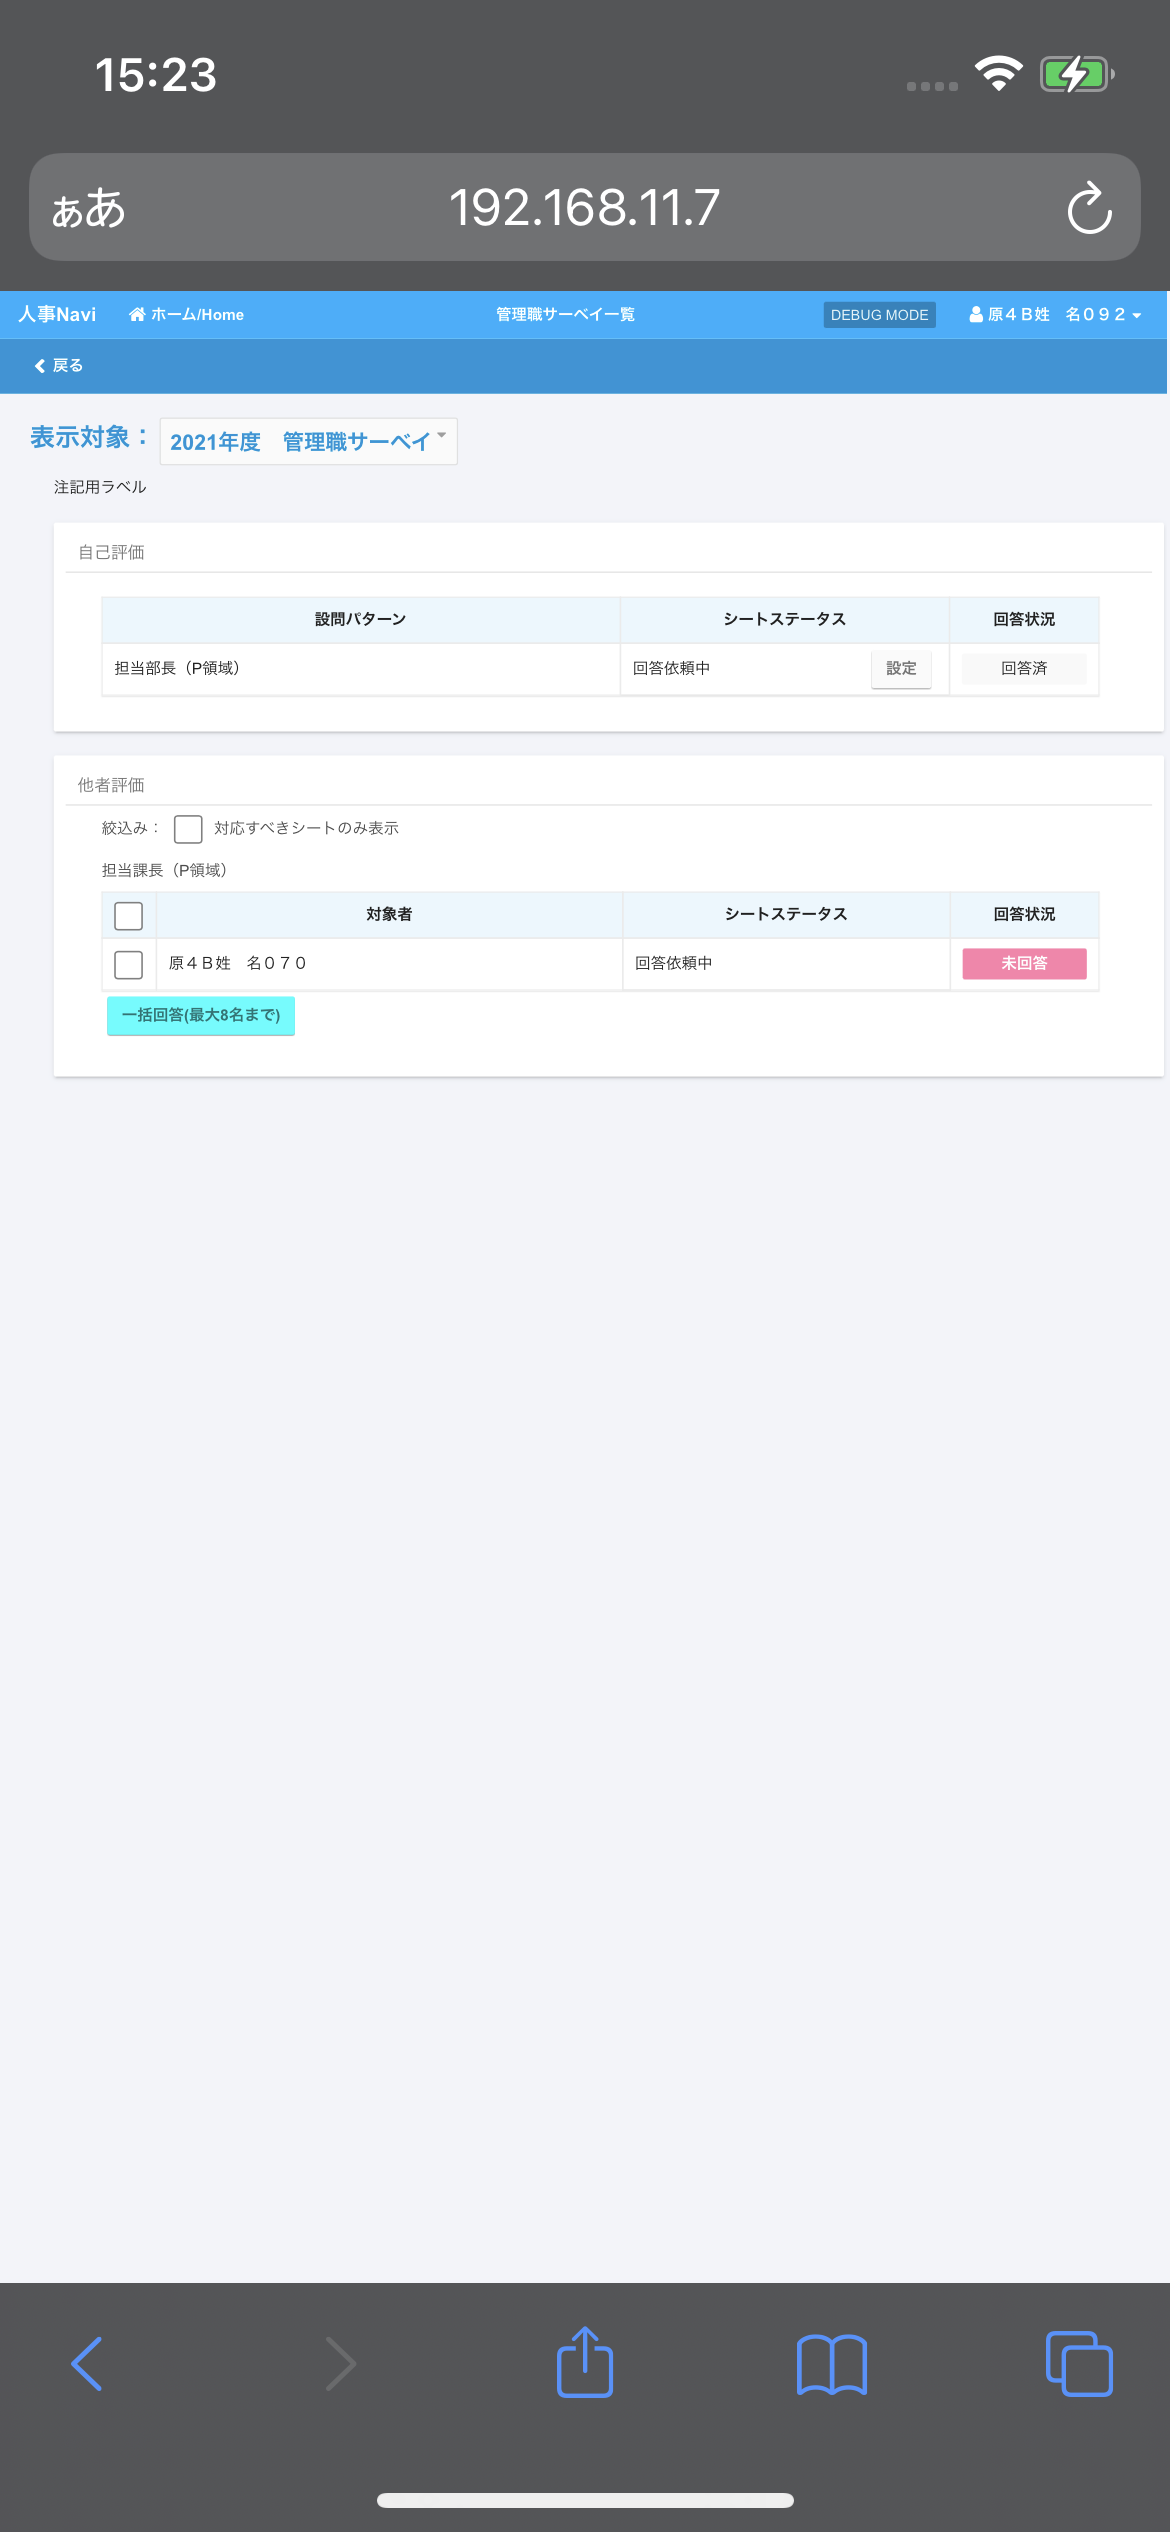 15:23
ぁあ 192.168.11.7
人事Navi ホーム/Home 管理職サーベイ一覧 DEBUG MODE 原４Ｂ姓　名０９２
戻る
表示対象： 2021年度　管理職サーベイ
注記用ラベル
自己評価
設問パターン シートステータス 回答状況
担当部長（P領域） 回答依頼中 設定 回答済
他者評価
絞込み： 対応すべきシートのみ表示
担当課長（P領域）
対象者 シートステータス 回答状況
原４Ｂ姓　名０７０ 回答依頼中 未回答
一括回答(最大8名まで)